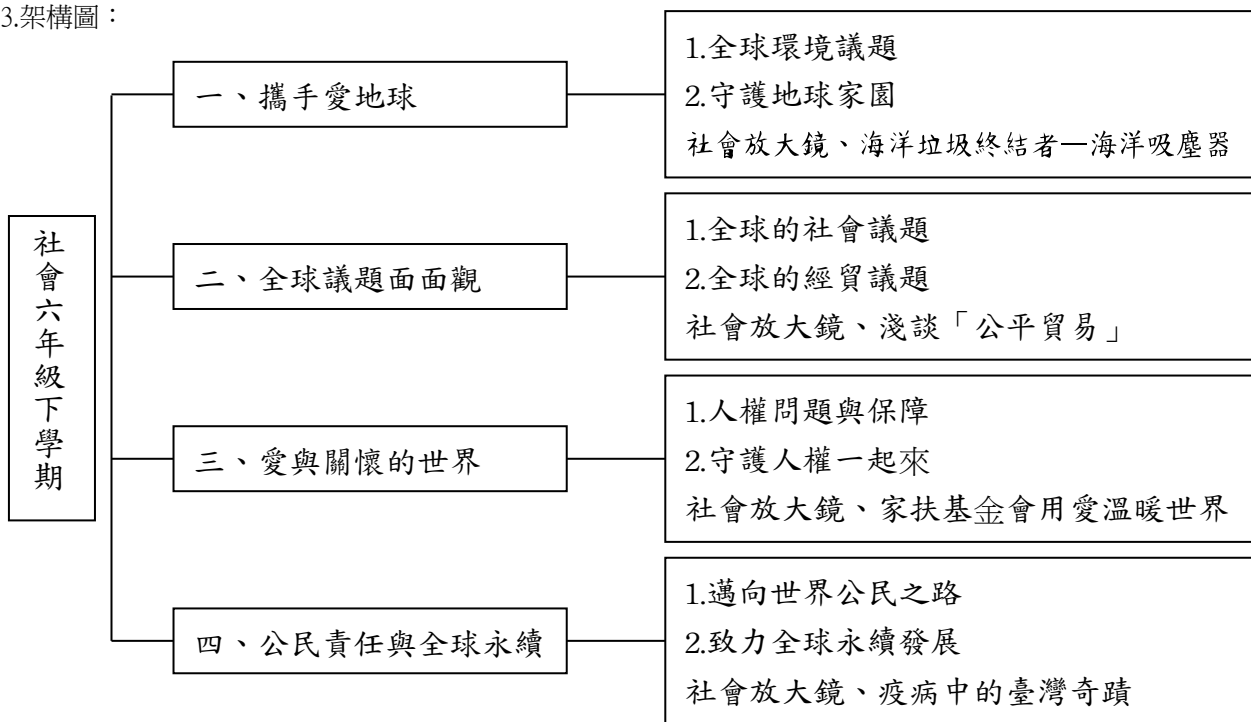 3.架構圖：
社會六年級下學期
一、攜手愛地球
1.全球環境議題
2.守護地球家園
社會放大鏡、海洋垃圾終結者—海洋吸塵器
二、全球議題面面觀
1.全球的社會議題
2.全球的經貿議題
社會放大鏡、淺談「公平貿易」
三、愛與關懷的世界
1.人權問題與保障
2.守護人權一起來
社會放大鏡、家扶基金會用愛溫暖世界
四、公民責任與全球永續
1.邁向世界公民之路
2.致力全球永續發展
社會放大鏡、疫病中的臺灣奇蹟